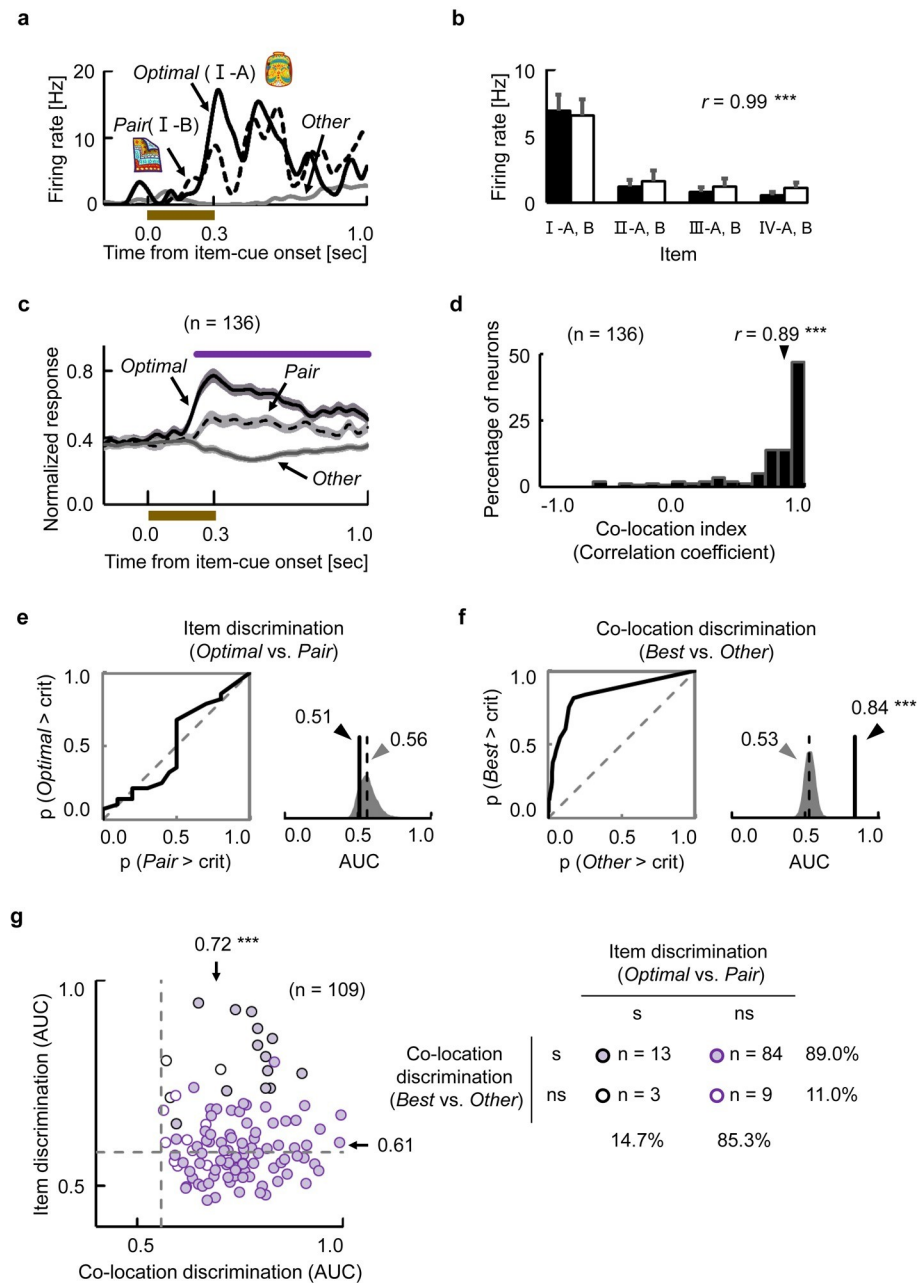 a
Firing rate [Hz]
20
10
0
Optimal (Ⅰ-A)
Pair(Ⅰ-B)
Other
0.0
0.3
1.0
Time from item-cue onset [sec]
b
Firing rate [Hz]
10
5
0
r = 0.99 ***
Ⅰ-A, B
Ⅱ-A, B
Ⅲ-A, B
Ⅳ-A, B
Item
c
(n = 136)
Normalized response
0.8
0.4
0.0
Optimal
Pair
Other
0.0
0.3
1.0
Time from item-cue onset [sec]
d
(n = 136)
r = 0.89 ***
Percentage of neurons
50
25
0
-1.0
0.0
1.0
Co-location index
(Correlation coefficient)
e
Item discrimination
(Optimal vs. Pair)
p (Optimal > crit)
1.0
0.5
0.0
0.0
0.5
1.0
p (Pair > crit)
0.51
0.56
0.0
0.5
1.0
AUC
f
Co-location discrimination
(Best vs. Other)
p (Best > crit)
1.0
0.5
0.0
0.0
0.5
1.0
p (Other > crit)
0.53
0.84 ***
0.0
0.5
1.0
AUC
g
0.72 ***
(n = 109)
Item discrimination (AUC)
1.0
0.5
0.61
0.5
1.0
Co-location discrimination (AUC)
Item discrimination
(Optimal vs. Pair)
s
ns
Co-location
discrimination
(Best vs. Other)
s
n = 13
n = 84
89.0%
ns
n = 3
n = 9
11.0%
14.7%
85.3%